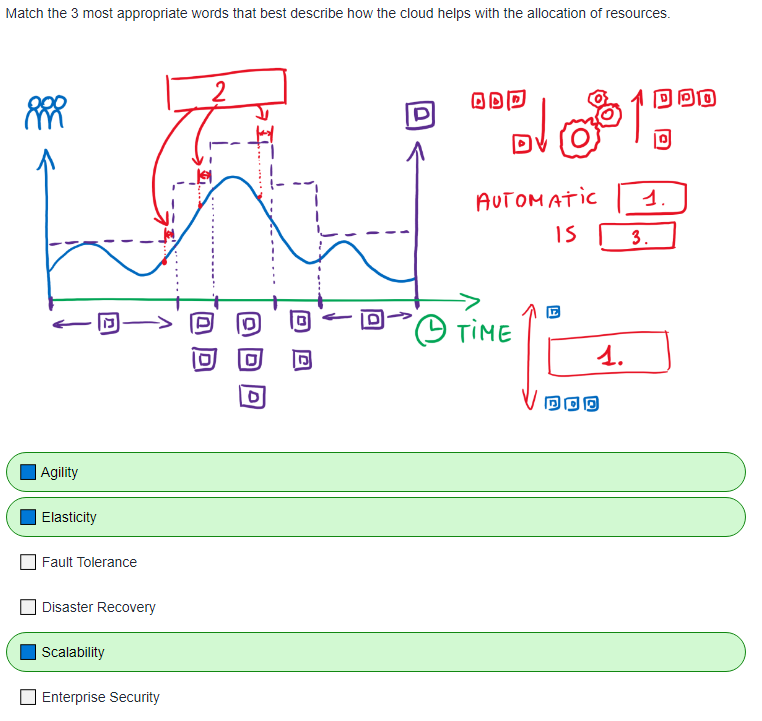 Match the 3 most appropriate words that best describe how the cloud helps with the allocation of resources.
2
D
D D D
D D D
D
D
AUTOMATIC 1.
IS 3.
D D D D D
TIME
D
D D D
1.
D
D D D
Agility
Elasticity
Fault Tolerance
Disaster Recovery
Scalability
Enterprise Security